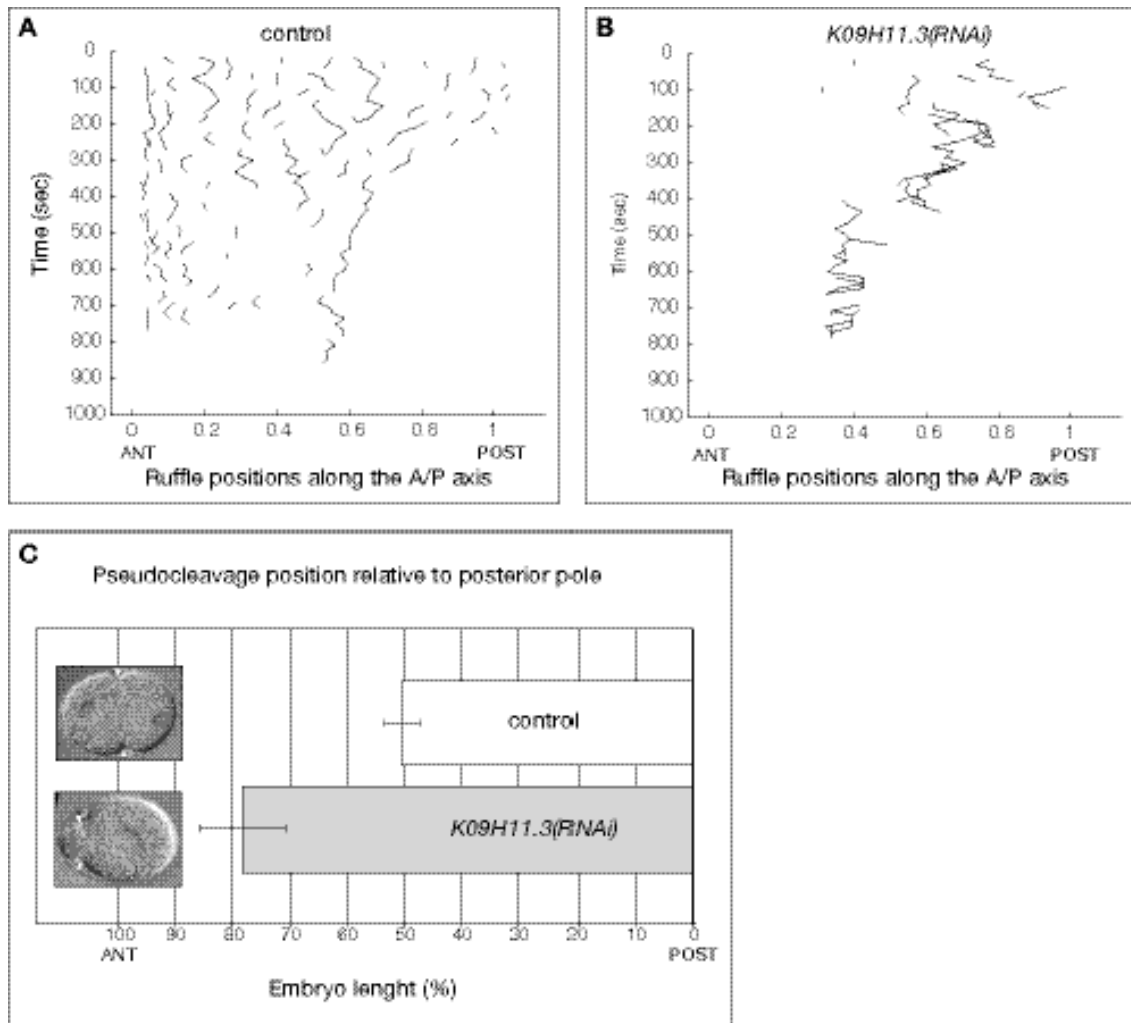 A
control
Time (sec)
0
100
200
300
400
500
600
700
800
900
1000
0 0.2 0.4 0.6 0.8 1
ANT POST
Ruffle positions along the A/P axis
B
K09H11.3(RNAi)
Time (sec)
0
100
200
300
400
500
600
700
800
900
1000
0 0.2 0.4 0.6 0.8 1
ANT POST
Ruffle positions along the A/P axis
C
Pseudocleavage position relative to posterior pole
control
K09H11.3(RNAi)
100 90 80 70 60 50 40 30 20 10 0
ANT POST
Embryo lenght (%)